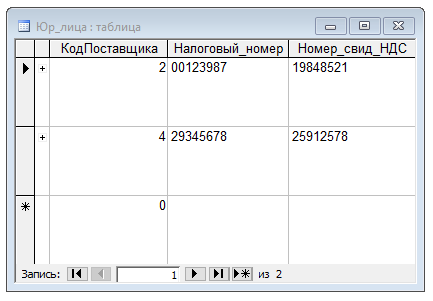 Юр_лица : таблица
КодПоставщика Налоговый_номер Номер_свид_НДС
2 00123987 19848521
4 29345678 25912578
0
Запись: 1 из 2